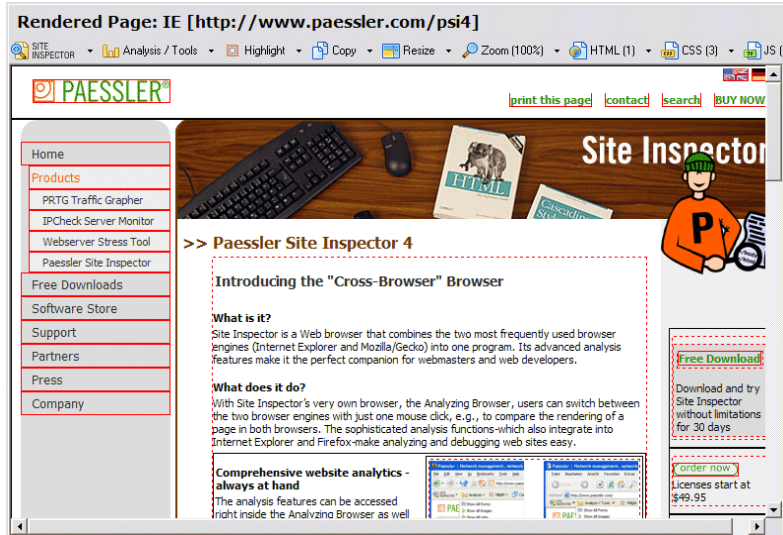 Rendered Page: IE [http://www.paessler.com/psi4]
SITE INSPECTOR Analysis / Tools Highlight Copy Resize Zoom (100%) HTML (1) CSS (3) JS (
PAESSLER®
print this page contact search BUY NOW
Home
Products
PRTG Traffic Grapher
IPCheck Server Monitor
Webserver Stress Tool
Paessler Site Inspector
Free Downloads
Software Store
Support
Partners
Press
Company
HTML
Cascading
Style
Site Inspector
P
>> Paessler Site Inspector 4
Introducing the "Cross-Browser" Browser
What is it?
Site Inspector is a Web browser that combines the two most frequently used browser
engines (Internet Explorer and Mozilla/Gecko) into one program. Its advanced analysis
features make it the perfect companion for webmasters and web developers.
What does it do?
With Site Inspector's very own browser, the Analyzing Browser, users can switch between
the two browser engines with just one mouse click, e.g., to compare the rendering of a
page in both browsers. The sophisticated analysis functions-which also integrate into
Internet Explorer and Firefox-make analyzing and debugging web sites easy.
Comprehensive website analytics -
always at hand
The analysis features can be accessed
right inside the Analyzing Browser as well
Free Download
Download and try
Site Inspector
without limitations
for 30 days
order now
Licenses start at
$49.95